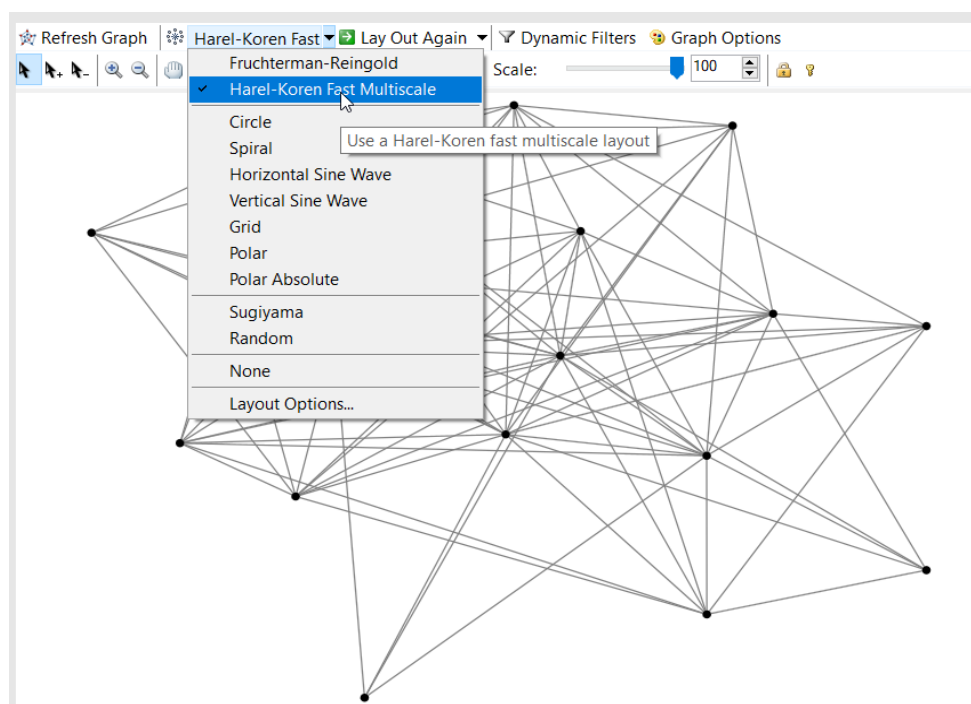 Refresh Graph Harel-Koren Fast Lay Out Again Dynamic Filters Graph Options
Scale: 100
Fruchterman-Reingold
Harel-Koren Fast Multiscale
Circle
Use a Harel-Koren fast multiscale layout
Spiral
Horizontal Sine Wave
Vertical Sine Wave
Grid
Polar
Polar Absolute
Sugiyama
Random
None
Layout Options...